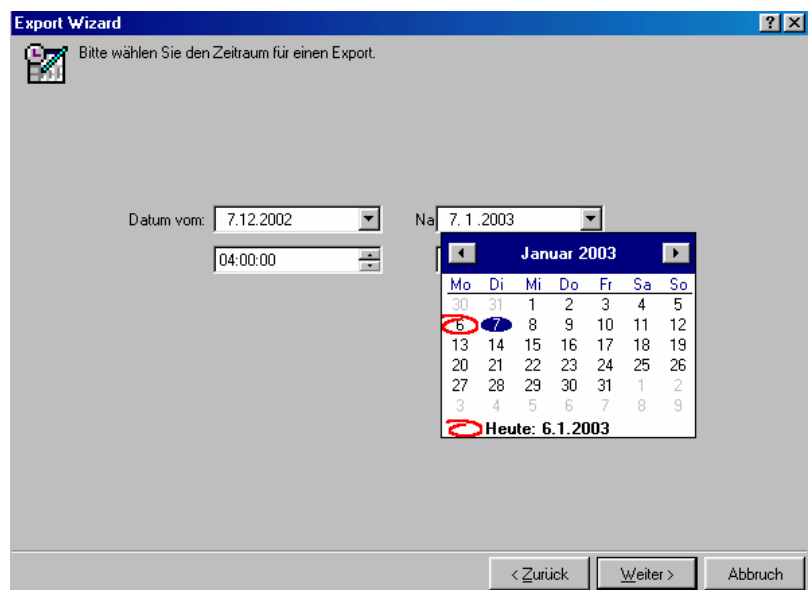 Export Wizard
Bitte wählen Sie den Zeitraum für einen Export.
Datum vom: 7.12.2002 Na 7. 1 .2003
04:00:00
Januar 2003
Mo Di Mi Do Fr Sa So
30 31 1 2 3 4 5
6 7 8 9 10 11 12
13 14 15 16 17 18 19
20 21 22 23 24 25 26
27 28 29 30 31 1 2
3 4 5 6 7 8 9
Heute: 6.1.2003
< Zurück Weiter > Abbruch